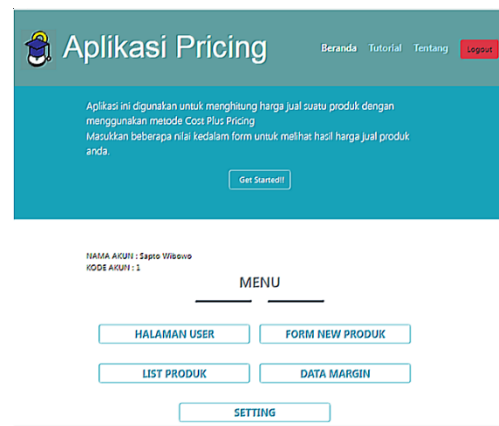 Aplikasi Pricing
Beranda Tutorial Tentang Logout
Aplikasi ini digunakan untuk menghitung harga jual suatu produk dengan
menggunakan metode Cost Plus Pricing
Masukkan beberapa nilai kedalam form untuk melihat hasil harga jual produk
anda.
Get Started!!
NAMA AKUN : Sapto Wibowo
KODE AKUN : 1
MENU
HALAMAN USER FORM NEW PRODUK
LIST PRODUK DATA MARGIN
SETTING